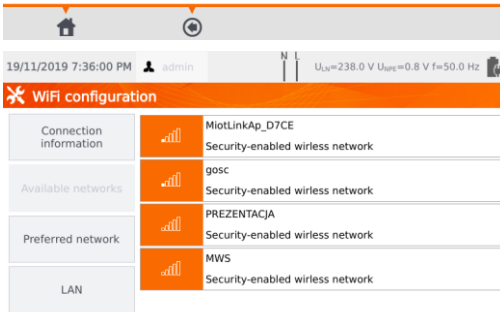 N L
19/11/2019 7:36:00 PM admin ULN=238.0 V UNPE=0.8 V f=50.0 Hz
WiFi configuration
Connection
information
Available networks
Preferred network
LAN
MiotLinkAp_D7CE
Security-enabled wirless network
gosc
Security-enabled wirless network
PREZENTACJA
Security-enabled wirless network
MWS
Security-enabled wirless network